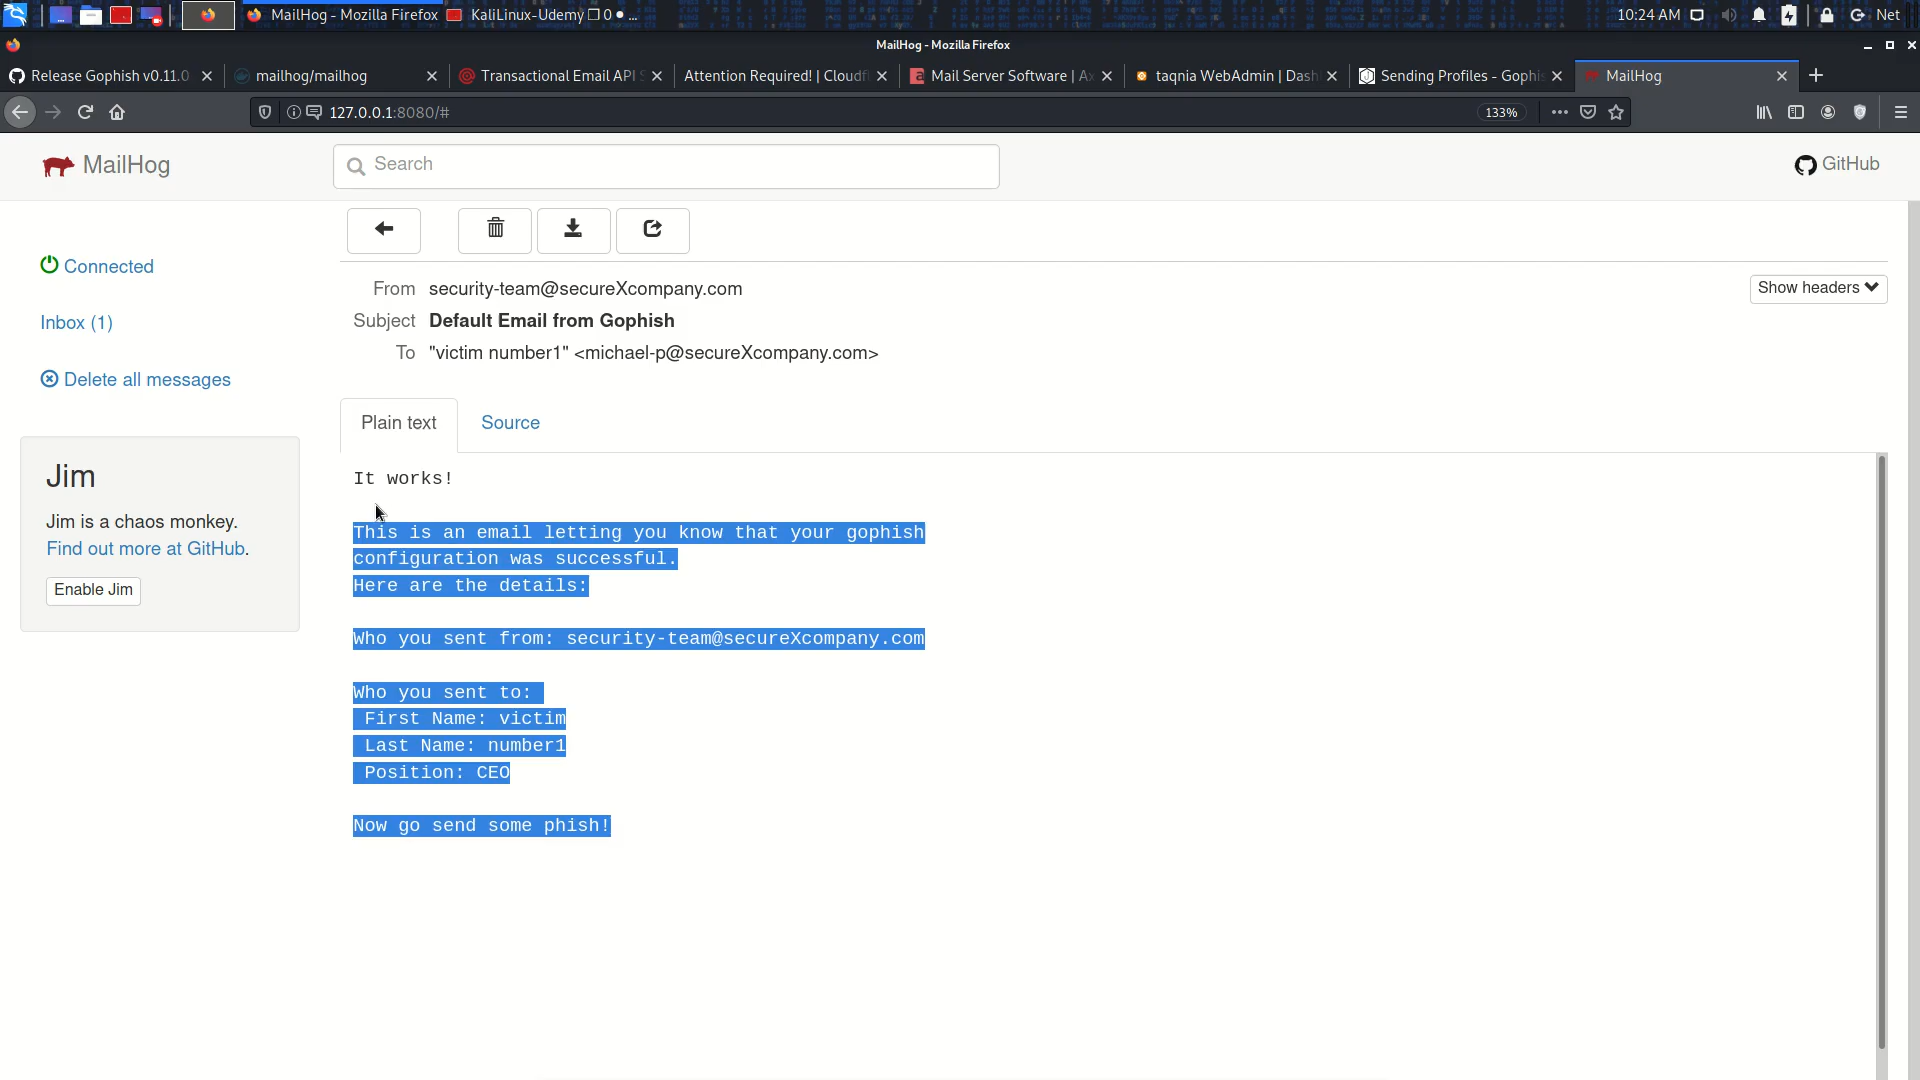 MailHog - Mozilla Firefox
KaliLinux-Udemy
0
...
10:24 AM
Net
MailHog - Mozilla Firefox
Release Gophish v0.11.0
mailhog/mailhog
Transactional Email API
Attention Required! | Cloudf
Mail Server Software | Ax
taqnia WebAdmin | Dash
Sending Profiles - Gophi
MailHog
127.0.0.1:8080/#
133%
MailHog
Search
GitHub
Connected
Inbox (1)
Delete all messages
Jim
Jim is a chaos monkey.
Find out more at GitHub.
Enable Jim
From security-team@secureXcompany.com
Show headers
Subject Default Email from Gophish
To "victim number1" <michael-p@secureXcompany.com>
Plain text
Source
It works!
This is an email letting you know that your gophish
configuration was successful.
Here are the details:
Who you sent from: security-team@secureXcompany.com
Who you sent to:
First Name: victim
Last Name: number1
Position: CEO
Now go send some phish!